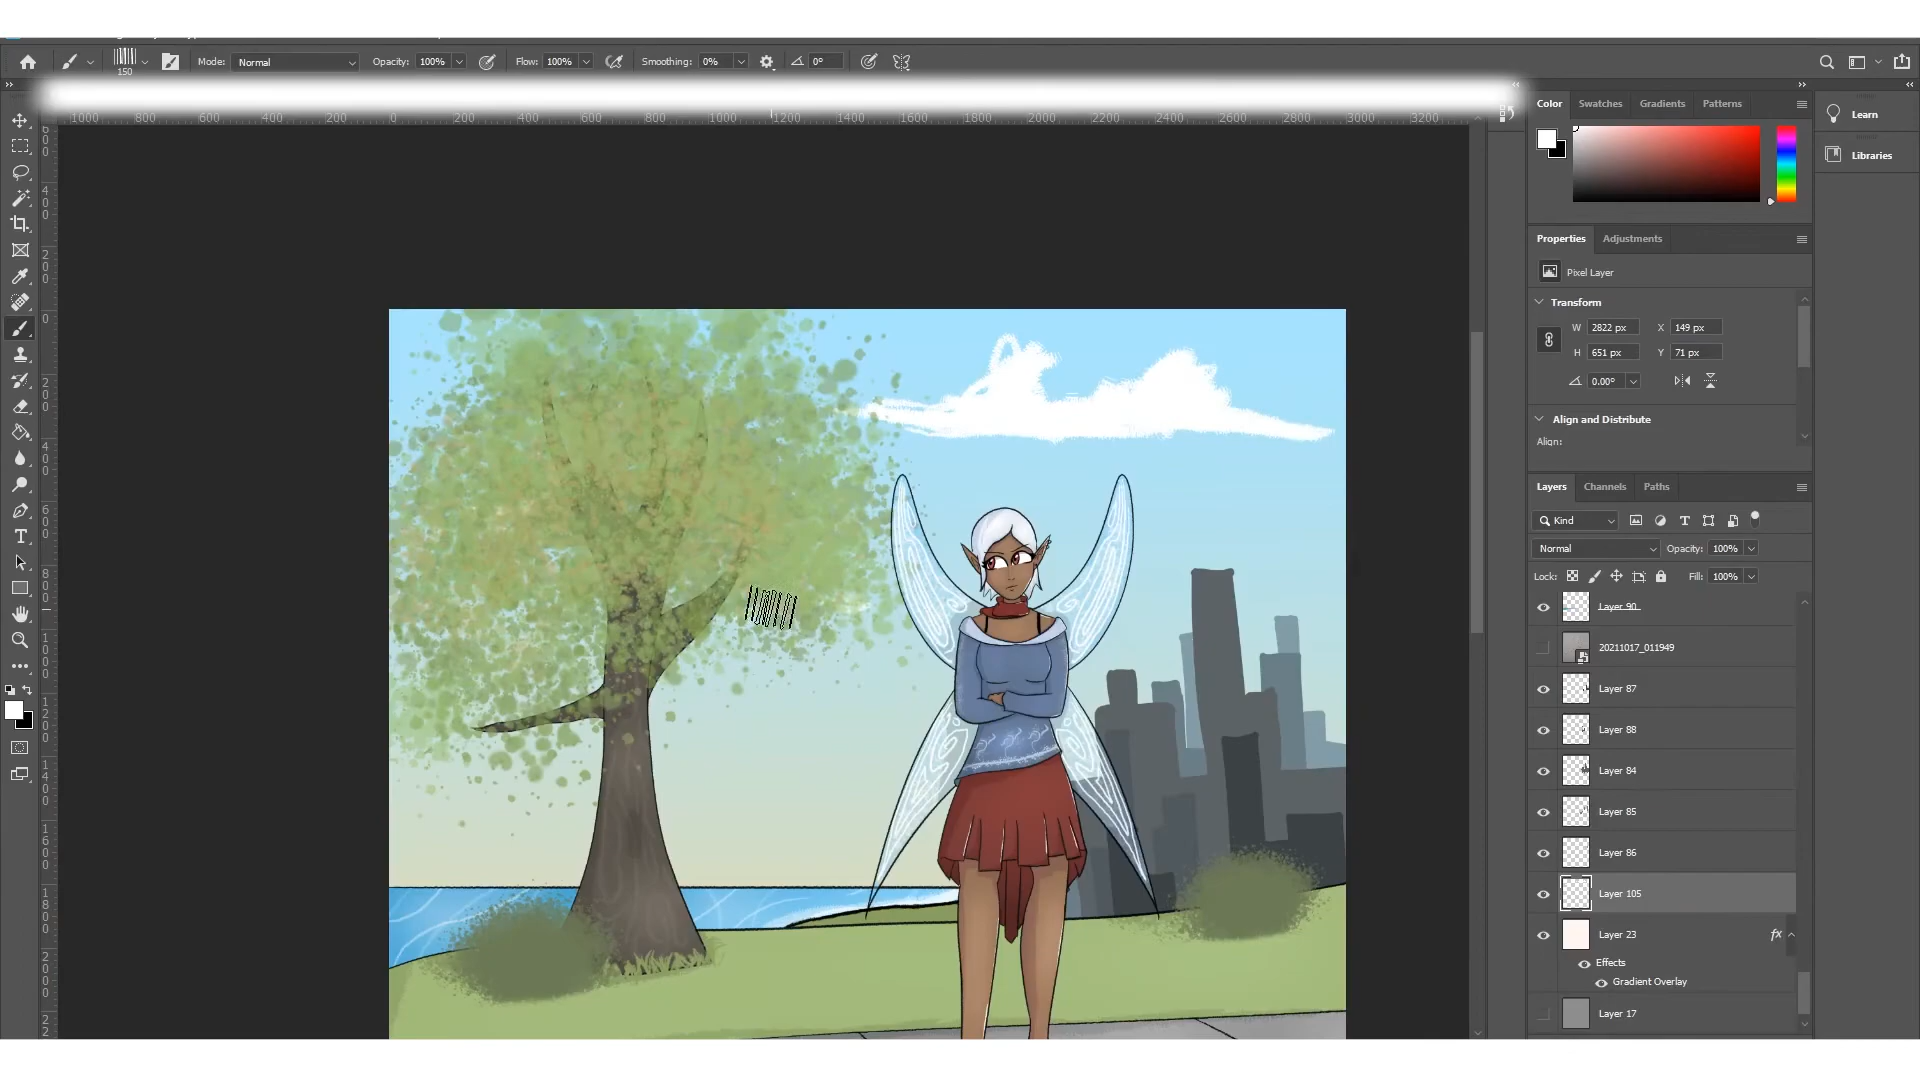 150
Mode: Normal Opacity: 100% Flow: 100% Smoothing: 0% 0°
1000 800 600 400 200 0 200 400 600 800 1000 1200 1400 1600 1800 2000 2200 2400 2600 2800 3000 3200
Color Swatches Gradients Patterns
Learn
Libraries
Properties Adjustments
Pixel Layer
Transform
W 2822 px X 149 px
H 651 px Y 71 px
0.00°
Align and Distribute
Align:
Layers Channels Paths
Kind
Normal Opacity: 100%
Lock: Fill: 100%
Layer 90
20211017_011949
Layer 87
Layer 88
Layer 84
Layer 85
Layer 86
Layer 105
Layer 23 fx
Effects
Gradient Overlay
Layer 17